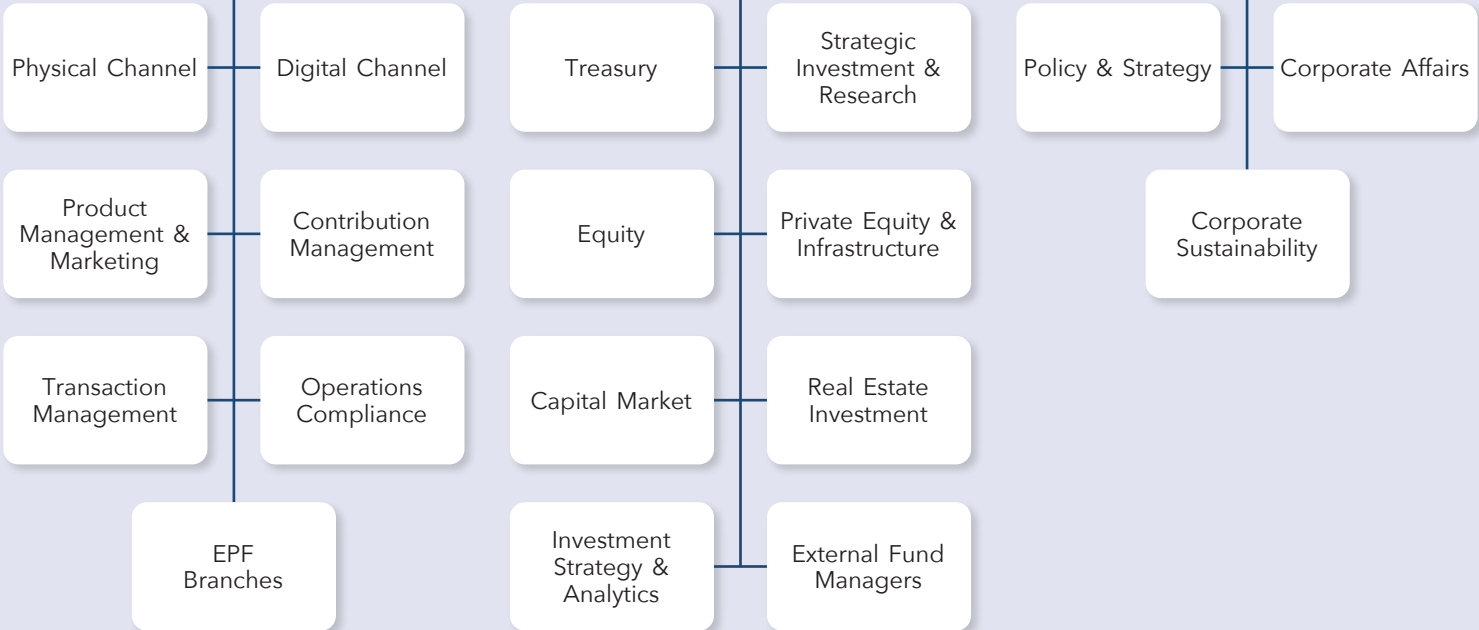 Physical Channel
Digital Channel
Product
Management &
Marketing
Contribution
Management
Transaction
Management
Operations
Compliance
EPF
Branches
Treasury
Strategic
Investment &
Research
Equity
Private Equity &
Infrastructure
Capital Market
Real Estate
Investment
Investment
Strategy &
Analytics
External Fund
Managers
Policy & Strategy
Corporate Affairs
Corporate
Sustainability